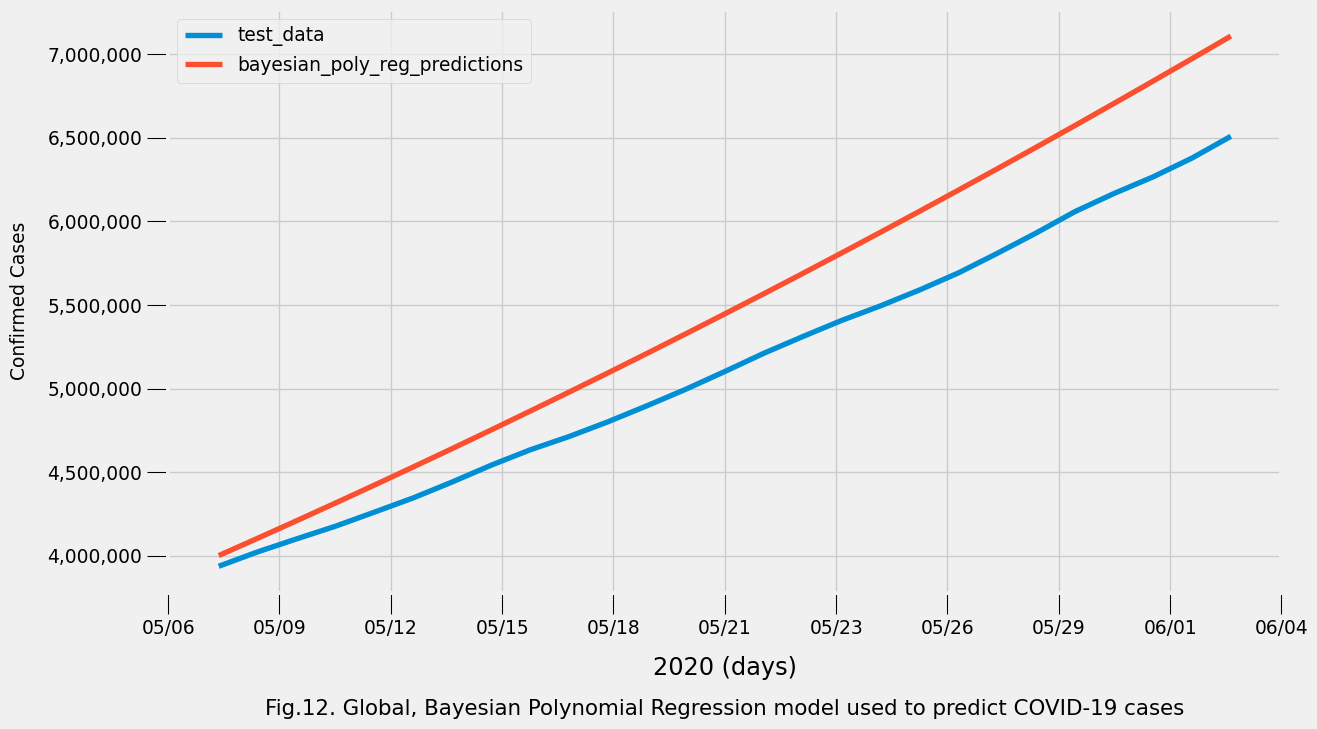 test_data
bayesian_poly_reg_predictions
7,000,000
6,500,000
6,000,000
5,500,000
5,000,000
4,500,000
4,000,000
Confirmed Cases
05/06 05/09 05/12 05/15 05/18 05/21 05/23 05/26 05/29 06/01 06/04
2020 (days)
Fig.12. Global, Bayesian Polynomial Regression model used to predict COVID-19 cases